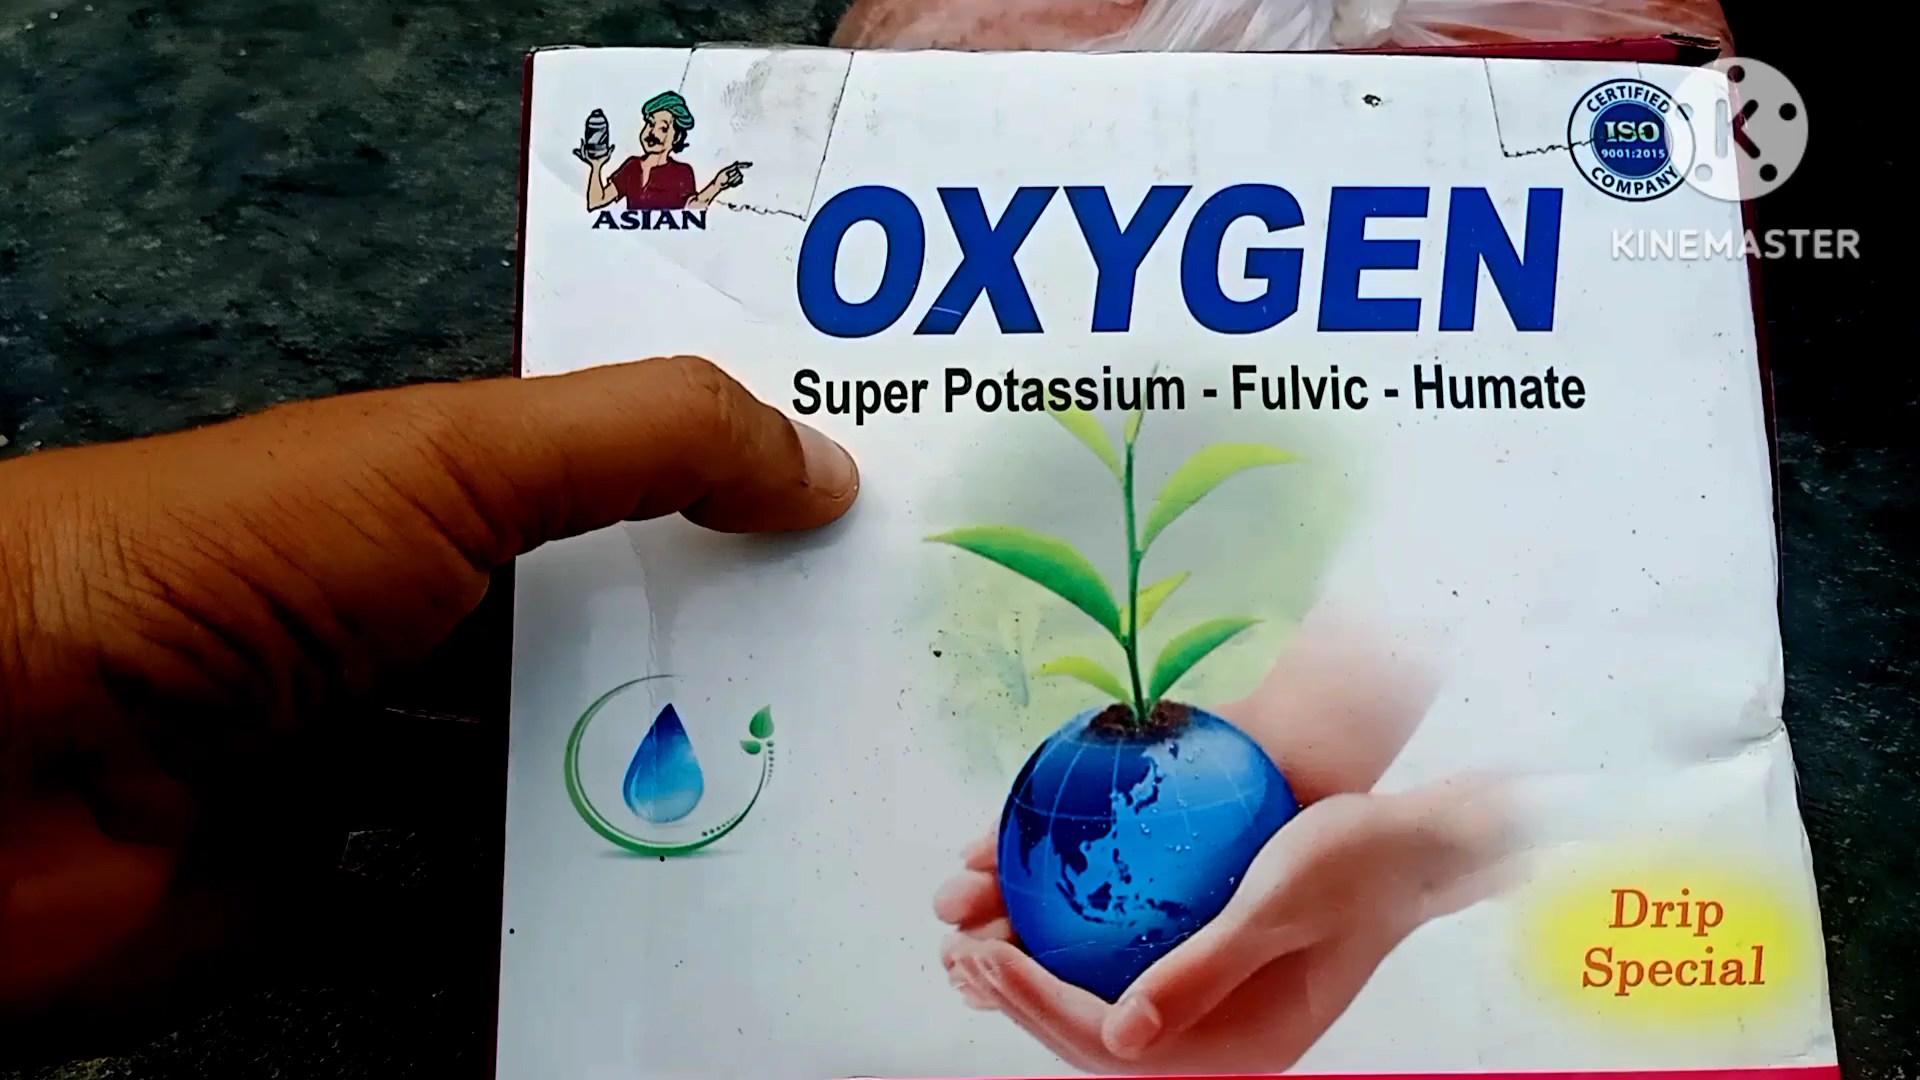 ASIAN
CERTIFIED
ISO
9001:2015
COMPANY
K
KINEMASTER
OXYGEN
Super Potassium - Fulvic - Humate
Drip
Special